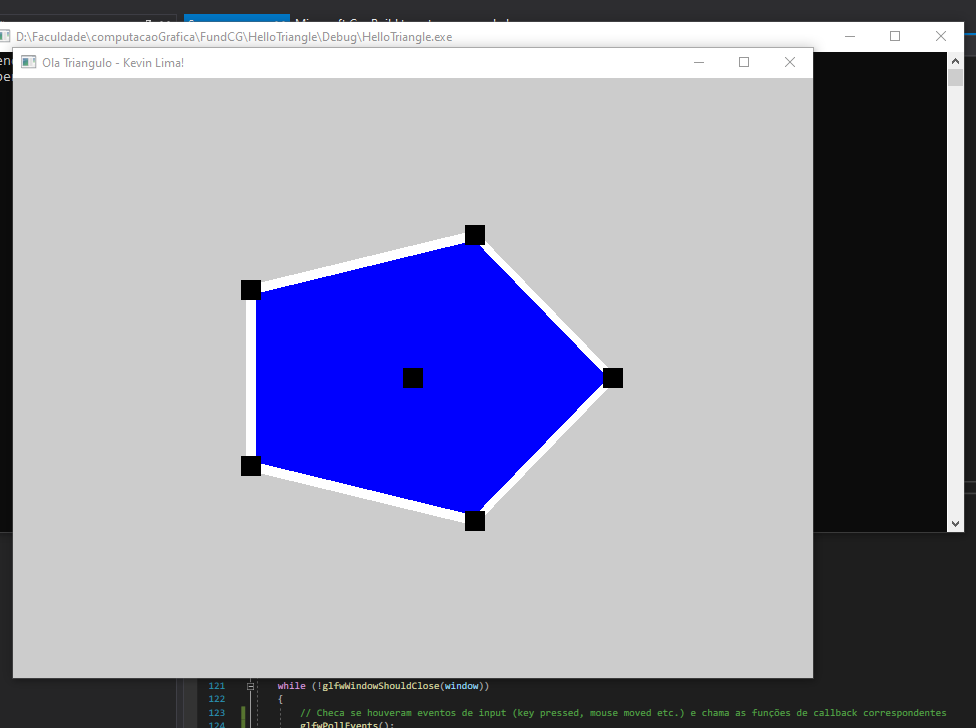 D:\Faculdade\computacaoGrafica\FundCG\HelloTriangle\Debug\HelloTriangle.exe
Ola Triangulo - Kevin Lima!
121 while (!glfwWindowShouldClose(window))
122 {
123 // Checa se houveram eventos de input (key pressed, mouse moved etc.) e chama as funções de callback correspondentes
124 glfwPollEvents();